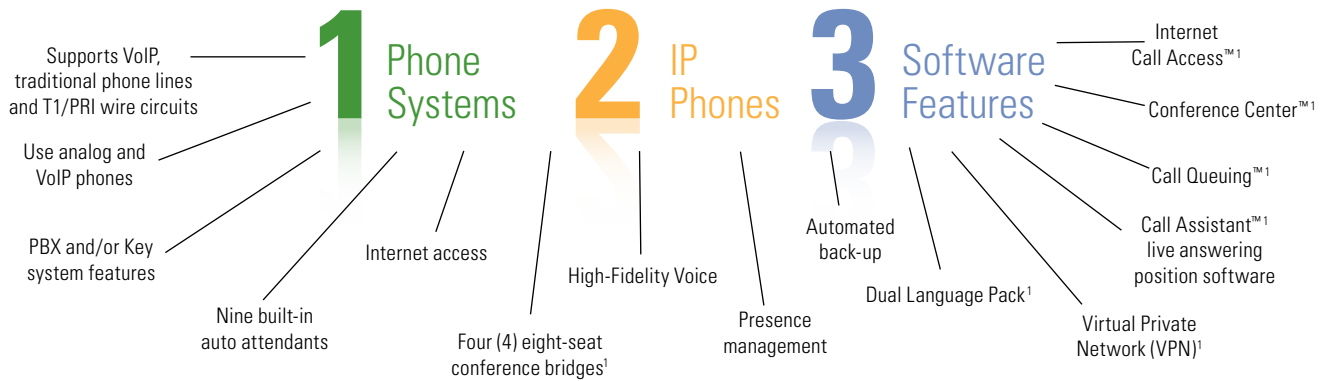 1
Phone
Systems
2
IP
Phones
3
Software
Features
Supports VoIP,
traditional phone lines
and T1/PRI wire circuits
Use analog and
VoIP phones
PBX and/or Key
system features
Nine built-in
auto attendants
Internet access
Four (4) eight-seat
conference bridges¹
High-Fidelity Voice
Presence
management
Automated
back-up
Dual Language Pack¹
Virtual Private
Network (VPN)¹
Call Assistant™¹
live answering
position software
Call Queuing™¹
Conference Center™¹
Internet
Call Access™¹